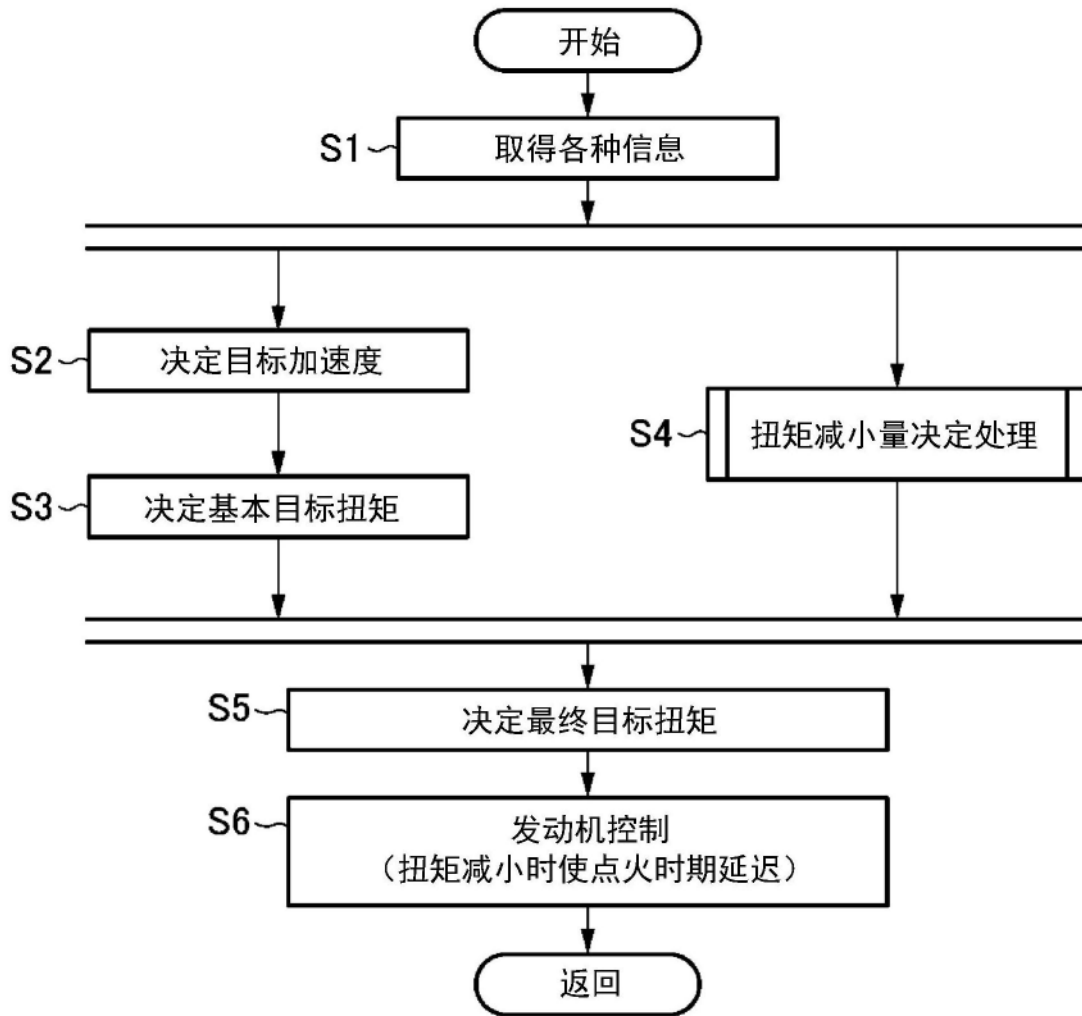 开始
S1
取得各种信息
S2
决定目标加速度
S4
扭矩减小量决定处理
S3
决定基本目标扭矩
S5
决定最终目标扭矩
S6
发动机控制
（扭矩减小时使点火时期延迟）
返回